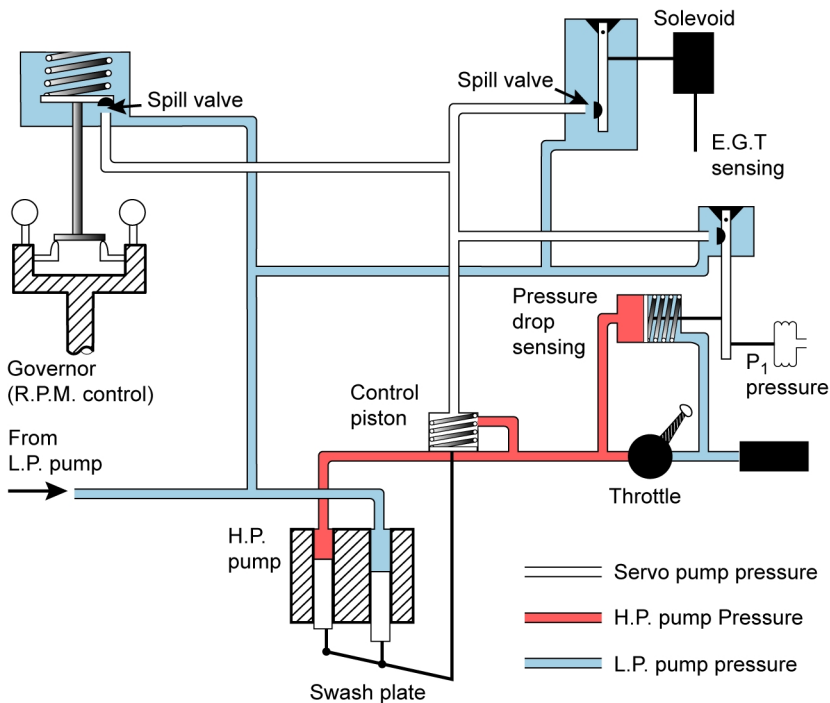 Solevoid
Spill valve
Spill valve
E.G.T
sensing
Pressure
drop
sensing
P₁
pressure
Governor
(R.P.M. control)
Control
piston
From
L.P. pump
Throttle
H.P.
pump
Servo pump pressure
H.P. pump Pressure
L.P. pump pressure
Swash plate